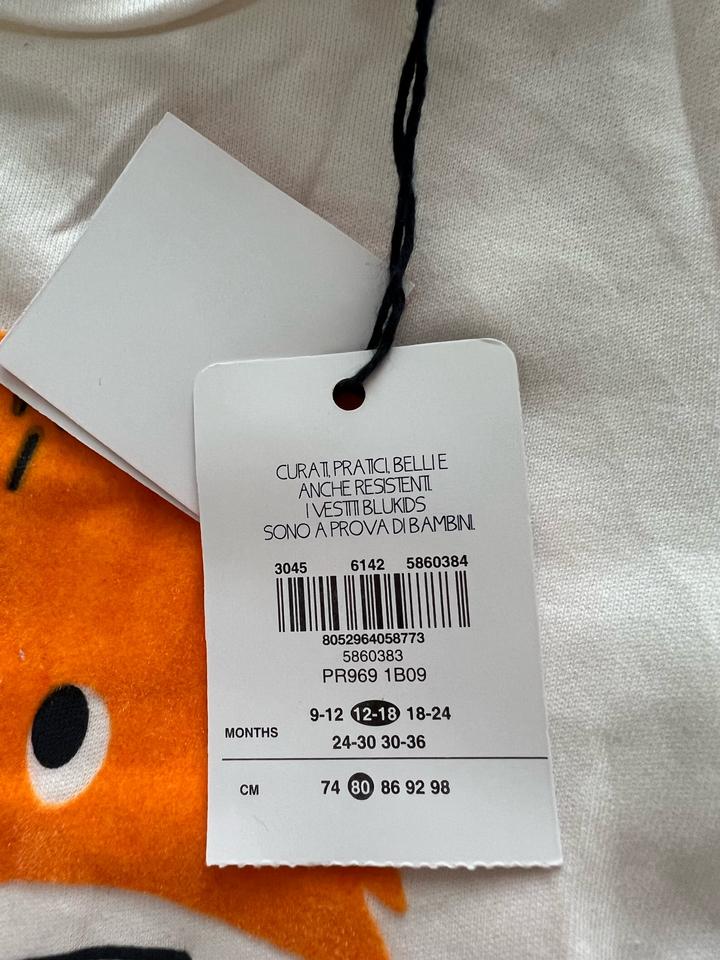 CURATI, PRATICI, BELLI E
ANCHE RESISTENTI.
I VESTITI BLUKIDS
SONO A PROVA DI BAMBINI.
3045 6142 5860384
8052964058773
5860383
PR969 1B09
9-12 12-18 18-24
MONTHS
24-30 30-36
CM 74 80 86 92 98